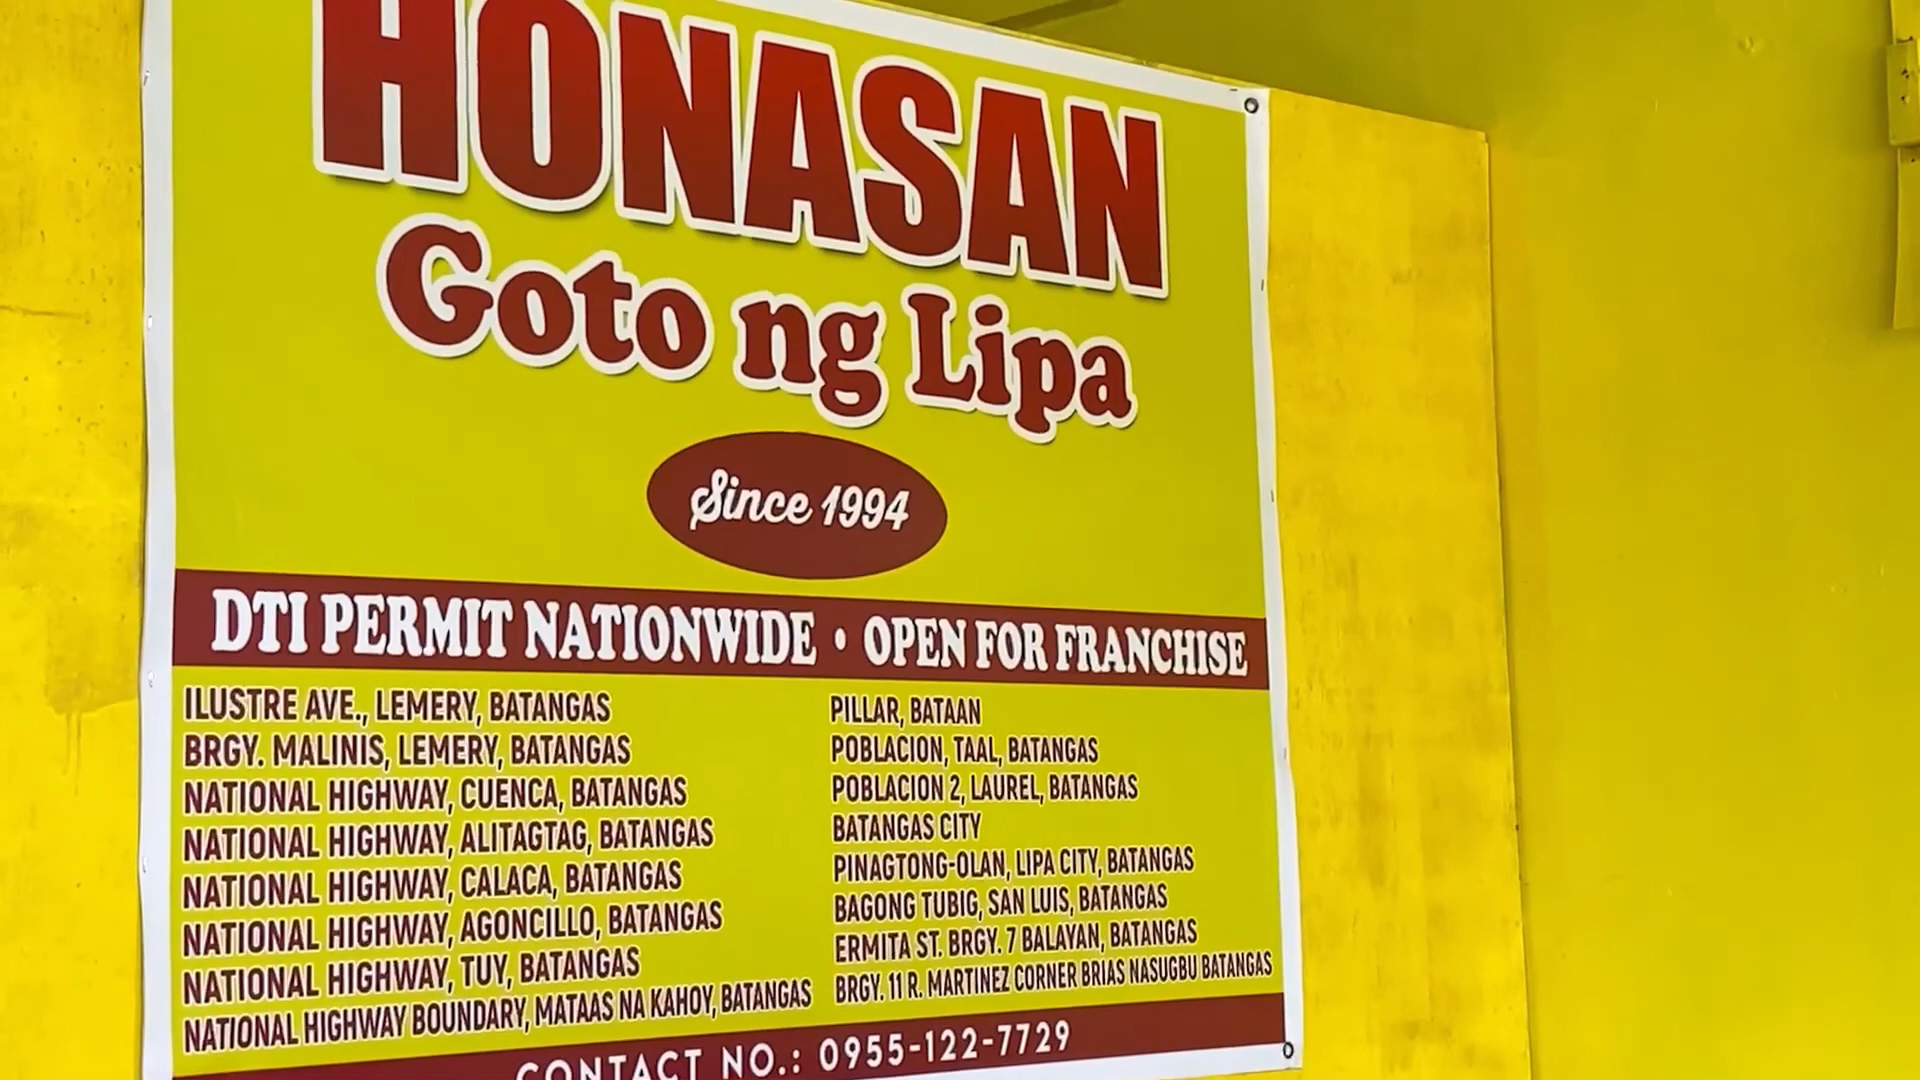 HONASAN
Goto ng Lipa
Since 1994
DTI PERMIT NATIONWIDE • OPEN FOR FRANCHISE
ILUSTRE AVE., LEMERY, BATANGAS
BRGY. MALINIS, LEMERY, BATANGAS
NATIONAL HIGHWAY, CUENCA, BATANGAS
NATIONAL HIGHWAY, ALITAGTAG, BATANGAS
NATIONAL HIGHWAY, CALACA, BATANGAS
NATIONAL HIGHWAY, AGONCILLO, BATANGAS
NATIONAL HIGHWAY, TUY, BATANGAS
NATIONAL HIGHWAY BOUNDARY, MATAAS NA KAHOY, BATANGAS
PILLAR, BATAAN
POBLACION, TAAL, BATANGAS
POBLACION 2, LAUREL, BATANGAS
BATANGAS CITY
PINAGTONG-OLAN, LIPA CITY, BATANGAS
BAGONG TUBIG, SAN LUIS, BATANGAS
ERMITA ST. BRGY. 7 BALAYAN, BATANGAS
BRGY. 11 R. MARTINEZ CORNER BRIAS NASUGBU BATANGAS
CONTACT NO.: 0955-122-7729